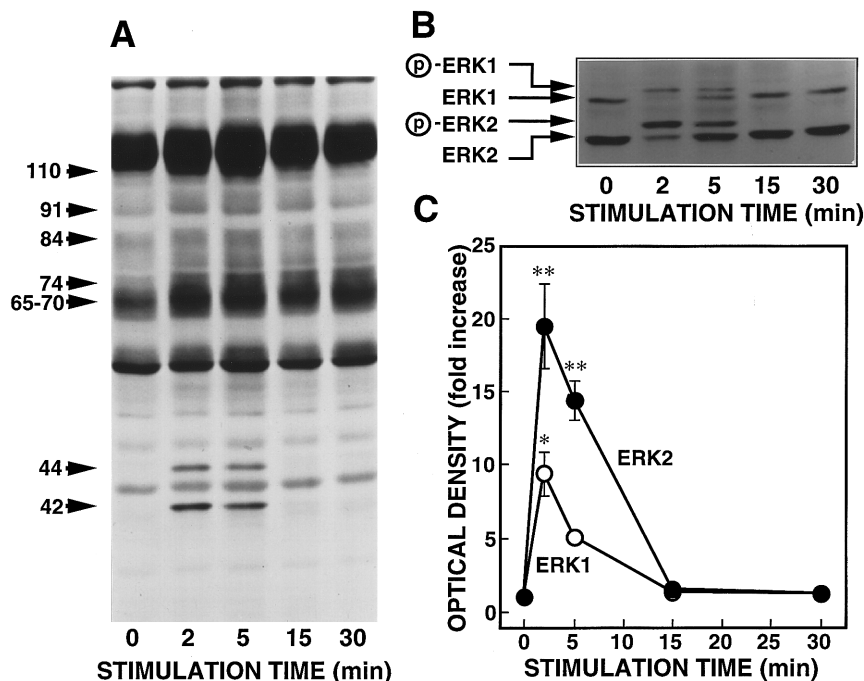 A
110
91
84
74
65-70
44
42
0 2 5 15 30
STIMULATION TIME (min)
B
P-ERK1
ERK1
P-ERK2
ERK2
0 2 5 15 30
STIMULATION TIME (min)
C
OPTICAL DENSITY (fold increase)
25
20
15
10
5
0
**
**
*
ERK2
ERK1
0 5 10 15 20 25 30
STIMULATION TIME (min)